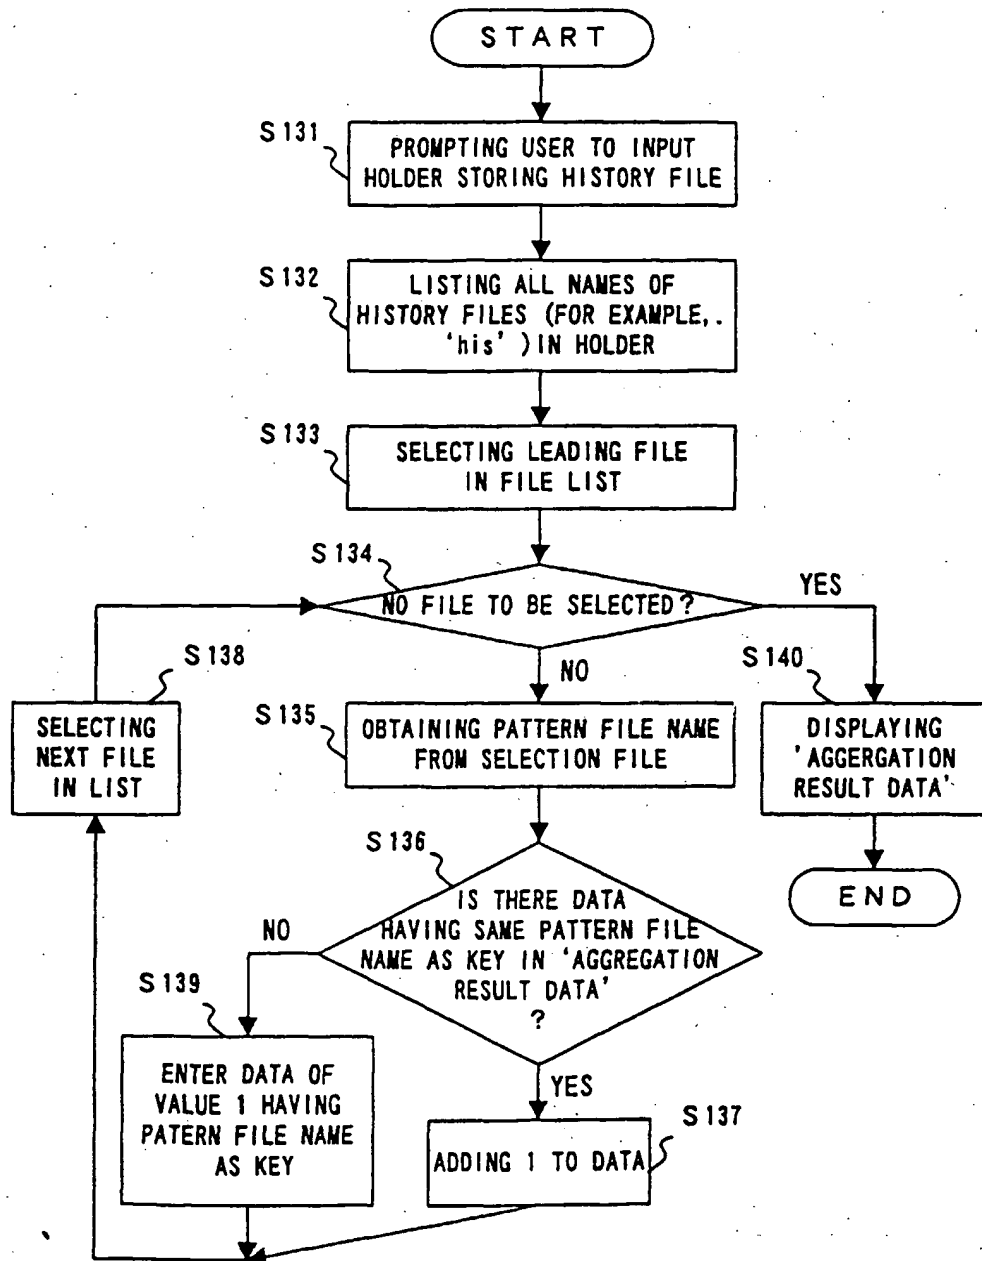 START
S131
PROMPTING USER TO INPUT
HOLDER STORING HISTORY FILE
S132
LISTING ALL NAMES OF
HISTORY FILES (FOR EXAMPLE,.
'his' )IN HOLDER
S133
SELECTING LEADING FILE
IN FILE LIST
S134
NO FILE TO BE SELECTED?
YES
NO
S138
SELECTING
NEXT FILE
IN LIST
S135
OBTAINING PATTERN FILE NAME
FROM SELECTION FILE
S140
DISPLAYING
'AGGERGATION
RESULT DATA'
END
S136
IS THERE DATA
HAVING SAME PATTERN FILE
NAME AS KEY IN 'AGGREGATION
RESULT DATA'
?
NO
YES
S139
ENTER DATA OF
VALUE 1 HAVING
PATERN FILE NAME
AS KEY
S137
ADDING 1 TO DATA